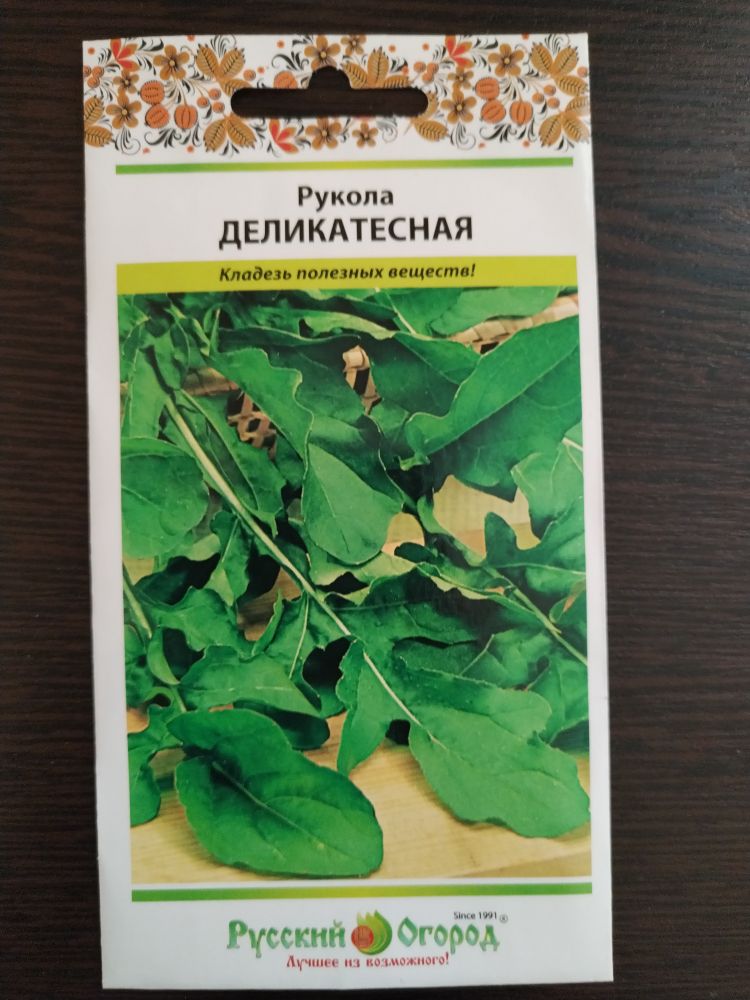 Рукола
ДЕЛИКАТЕСНАЯ
Кладезь полезных веществ!
Since 1991
Русский Огород®
Лучшее из возможного!